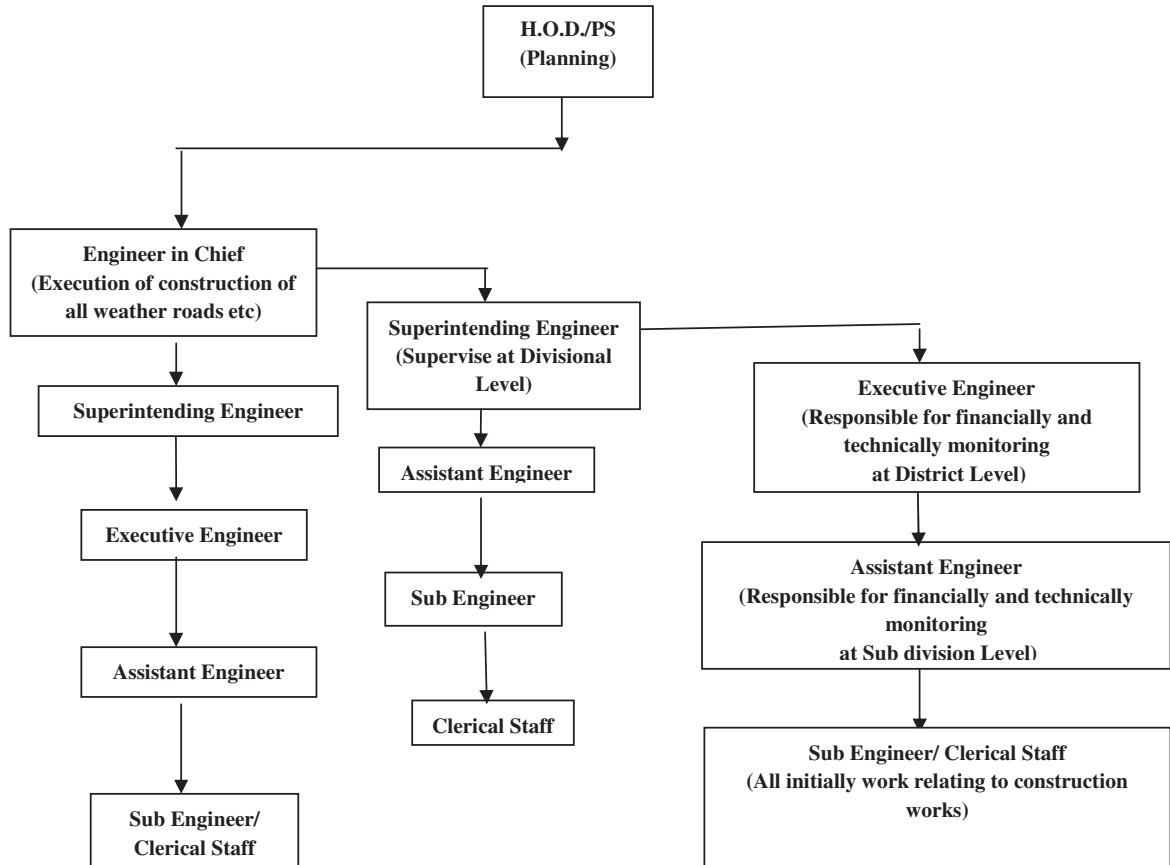 H.O.D./PS
(Planning)
Engineer in Chief
(Execution of construction of
all weather roads etc)
Superintending Engineer
Executive Engineer
Assistant Engineer
Sub Engineer/
Clerical Staff
Superintending Engineer
(Supervise at Divisional
Level)
Assistant Engineer
Sub Engineer
Clerical Staff
Executive Engineer
(Responsible for financially and
technically monitoring
at District Level)
Assistant Engineer
(Responsible for financially and technically
monitoring
at Sub division Level)
Sub Engineer/ Clerical Staff
(All initially work relating to construction
works)